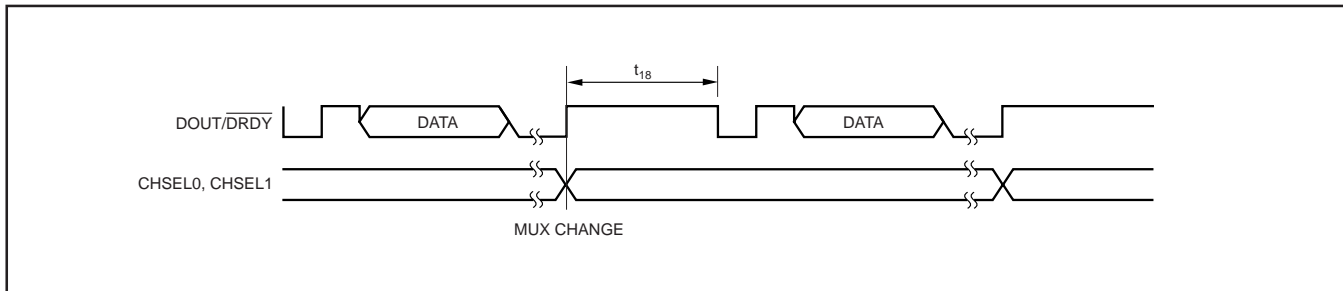 t18
DOUT/DRDY
DATA
DATA
CHSEL0, CHSEL1
MUX CHANGE